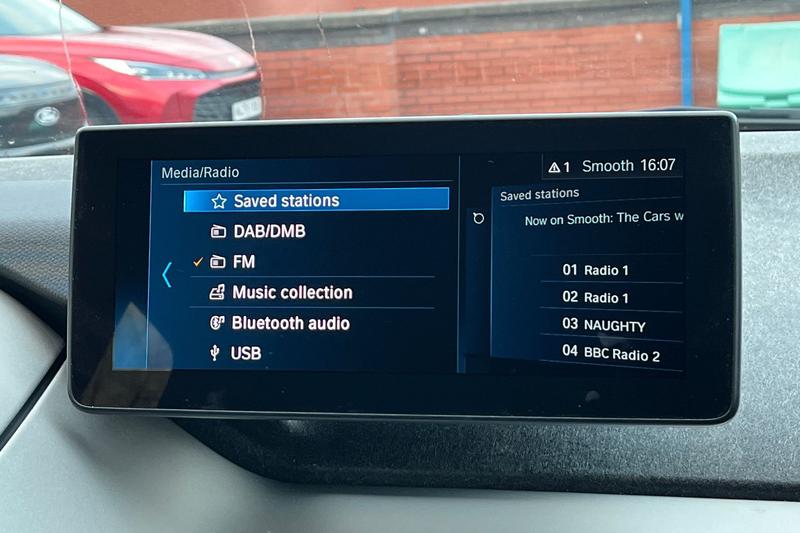 Media/Radio
Saved stations
DAB/DMB
FM
Music collection
Bluetooth audio
USB
1 Smooth 16:07
Saved stations
Now on Smooth: The Cars w
01 Radio 1
02 Radio 1
03 NAUGHTY
04 BBC Radio 2